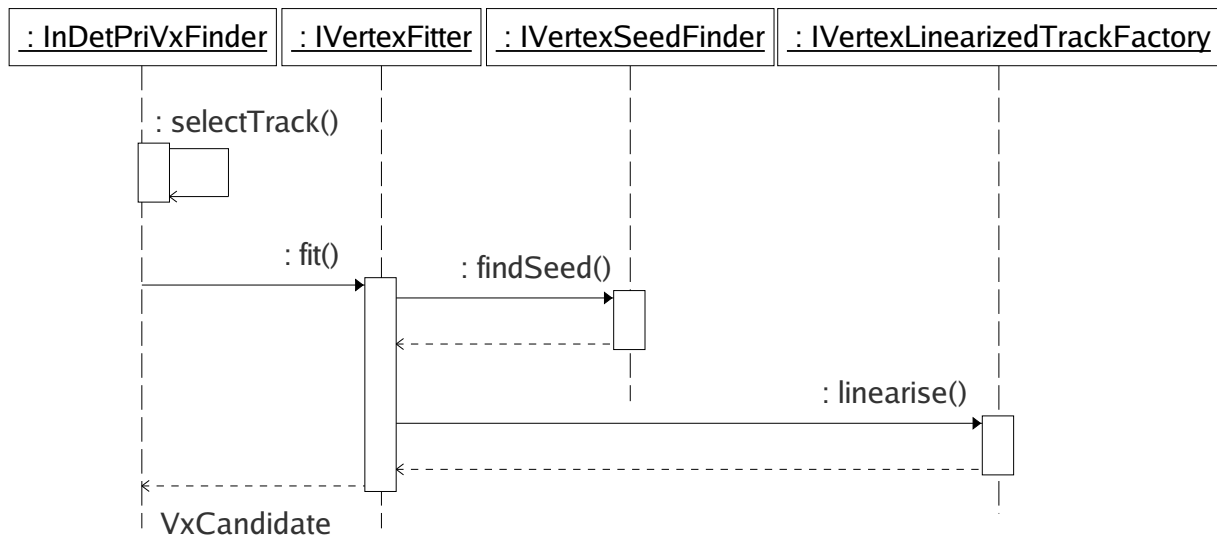 : InDetPriVxFinder
: IVertexFitter
: IVertexSeedFinder
: IVertexLinearizedTrackFactory
: selectTrack()
: fit()
: findSeed()
: linearise()
VxCandidate